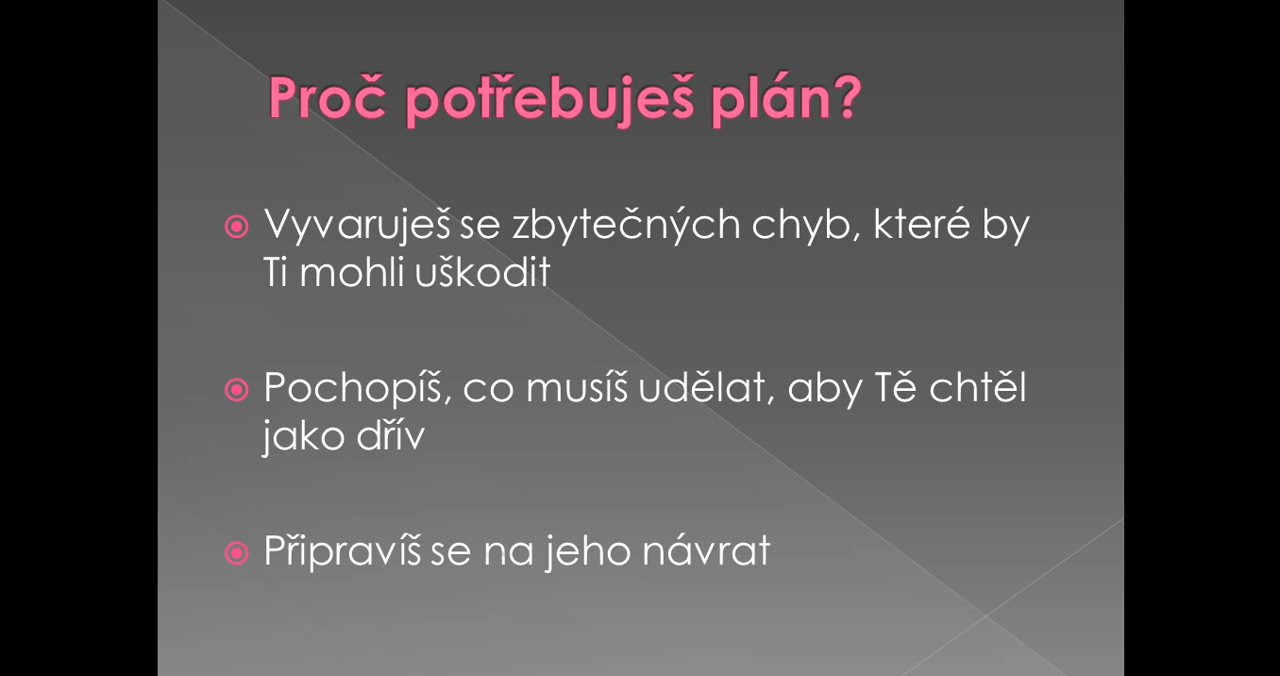 Proč potřebuješ plán?
Vyvaruješ se zbytečných chyb, které by
Ti mohli uškodit
Pochopíš, co musíš udělat, aby Tě chtěl
jako dřív
Připravíš se na jeho návrat